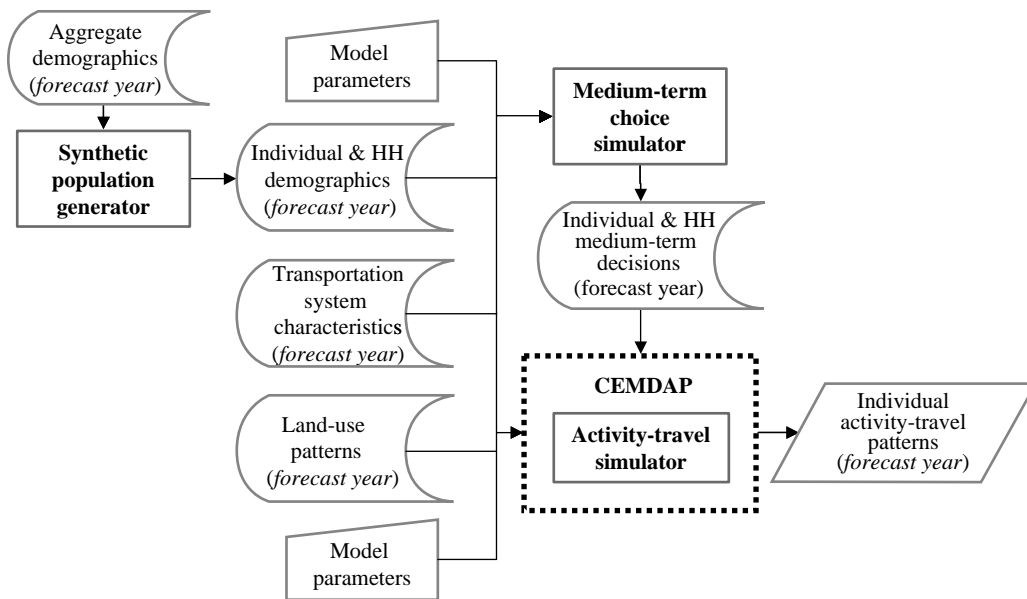 Aggregate
demographics
(forecast year)
Synthetic
population
generator
Model
parameters
Individual & HH
demographics
(forecast year)
Transportation
system
characteristics
(forecast year)
Land-use
patterns
(forecast year)
Model
parameters
Medium-term
choice
simulator
Individual & HH
medium-term
decisions
(forecast year)
CEMDAP
Activity-travel
simulator
Individual
activity-travel
patterns
(forecast year)